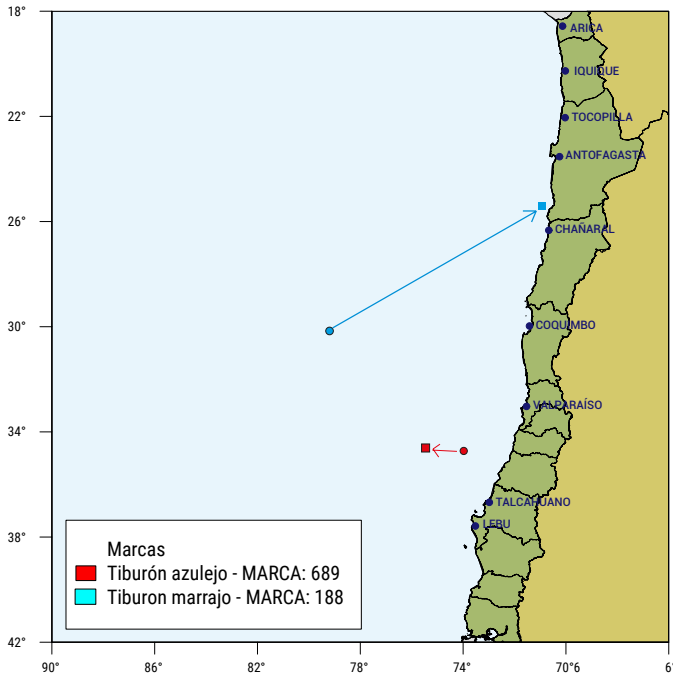 18°
ARICA
IQUIQUE
22°
TOCOPILLA
ANTOFAGASTA
26°
CHAÑARAL
30°
COQUIMBO
VALPARAÍSO
34°
TALCAHUANO
LEBU
38°
Marcas
Tiburón azulejo - MARCA: 689
Tiburon marrajo - MARCA: 188
42°
90° 86° 82° 78° 74° 70°6 6